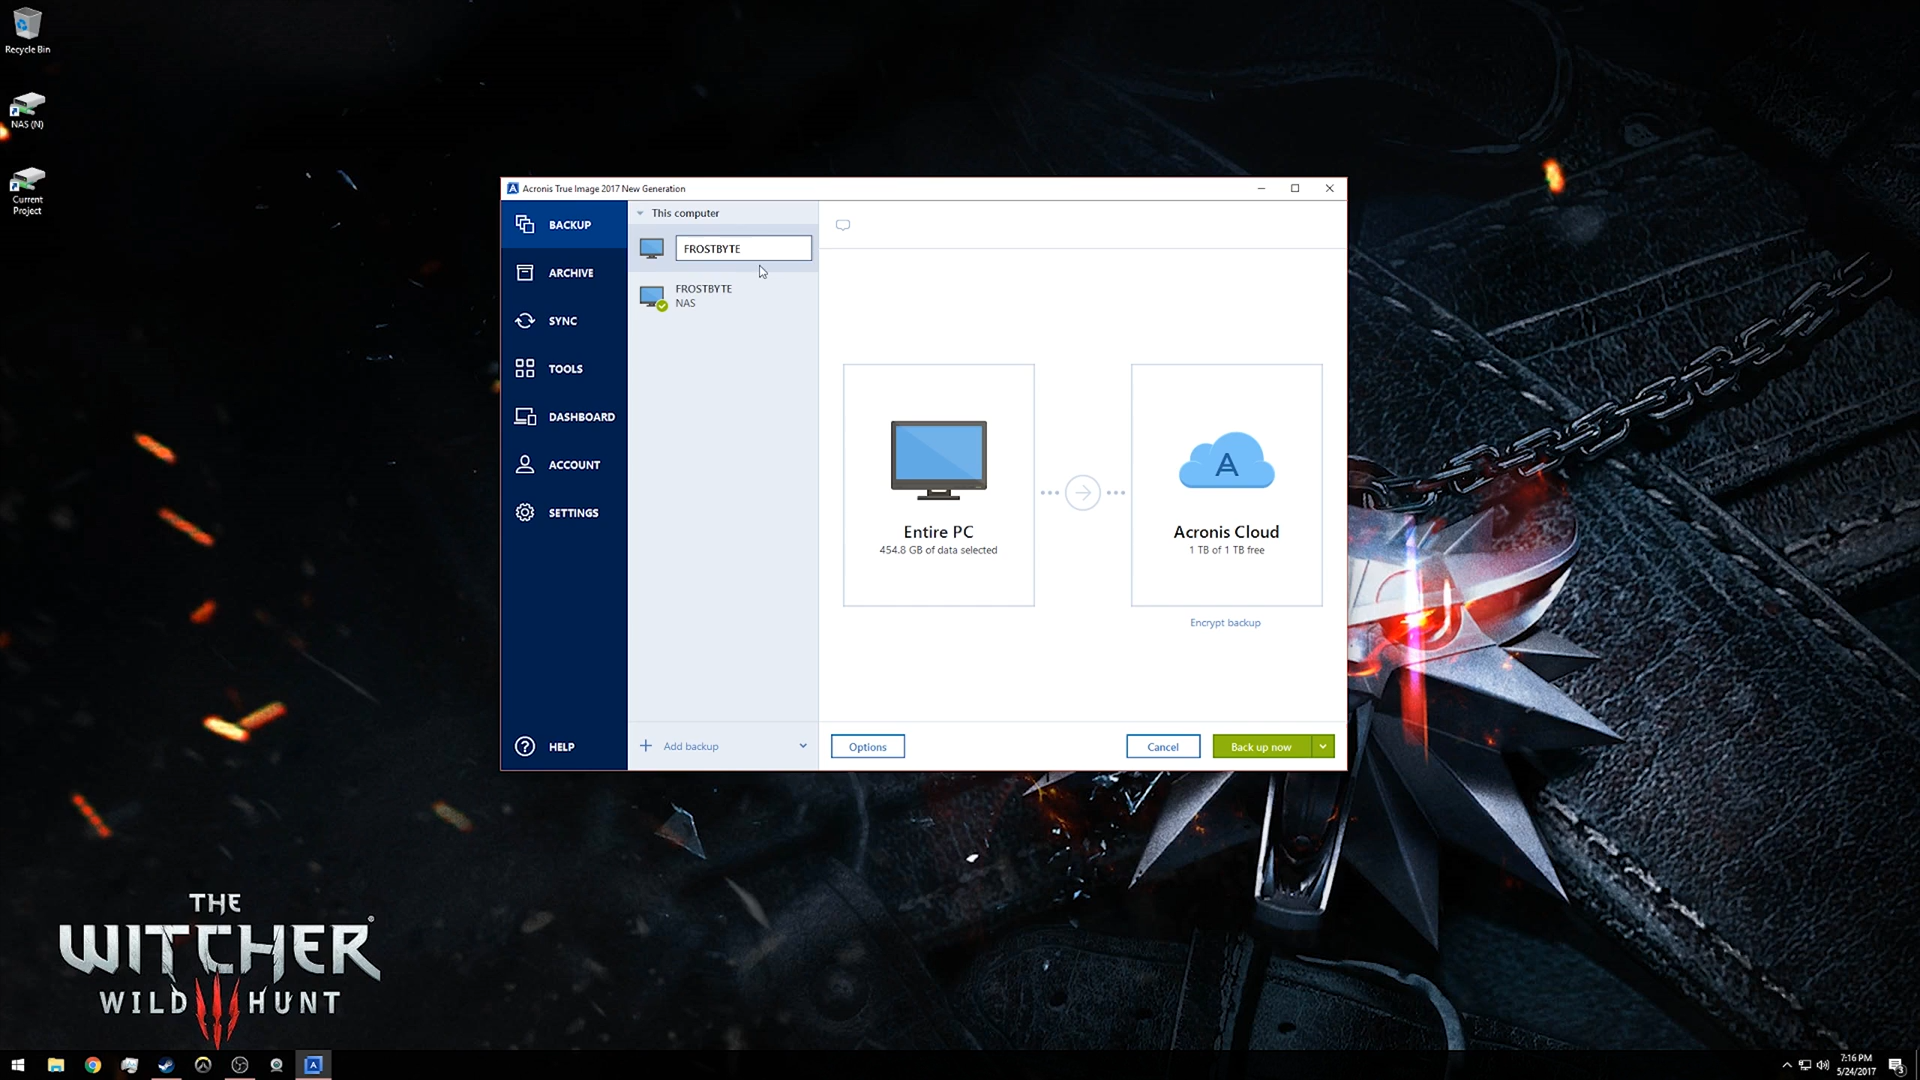 Recycle Bin
NAS (N)
Current
Project
Acronis True Image 2017 New Generation
BACKUP
ARCHIVE
SYNC
TOOLS
DASHBOARD
ACCOUNT
SETTINGS
HELP
This computer
FROSTBYTE
FROSTBYTE
NAS
Add backup
Entire PC
454.8 GB of data selected
Acronis Cloud
1 TB of 1 TB free
Encrypt backup
Options
Cancel
Back up now
THE
WITCHER®
WILD III HUNT
7:16 PM
5/24/2017
3